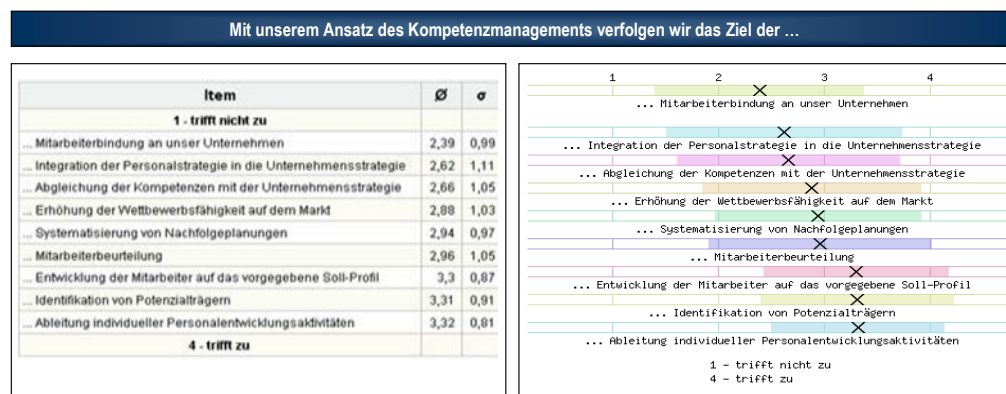 Mit unserem Ansatz des Kompetenzmanagements verfolgen wir das Ziel der …
Item Ø σ
1 - trifft nicht zu
... Mitarbeiterbindung an unser Unternehmen 2,39 0,99
... Integration der Personalstrategie in die Unternehmensstrategie 2,62 1,11
... Abgleichung der Kompetenzen mit der Unternehmensstrategie 2,66 1,05
... Erhöhung der Wettbewerbsfähigkeit auf dem Markt 2,88 1,03
... Systematisierung von Nachfolgeplanungen 2,94 0,97
... Mitarbeiterbeurteilung 2,96 1,05
... Entwicklung der Mitarbeiter auf das vorgegebene Soll-Profil 3,3 0,87
... Identifikation von Potenzialträgern 3,31 0,91
... Ableitung individueller Personalentwicklungsaktivitäten 3,32 0,81
4 - trifft zu
1 2 3 4
... Mitarbeiterbindung an unser Unternehmen
... Integration der Personalstrategie in die Unternehmensstrategie
... Abgleichung der Kompetenzen mit der Unternehmensstrategie
... Erhöhung der Wettbewerbsfähigkeit auf dem Markt
... Systematisierung von Nachfolgeplanungen
... Mitarbeiterbeurteilung
... Entwicklung der Mitarbeiter auf das vorgegebene Soll-Profil
... Identifikation von Potenzialträgern
... Ableitung individueller Personalentwicklungsaktivitäten
1 - trifft nicht zu
4 - trifft zu